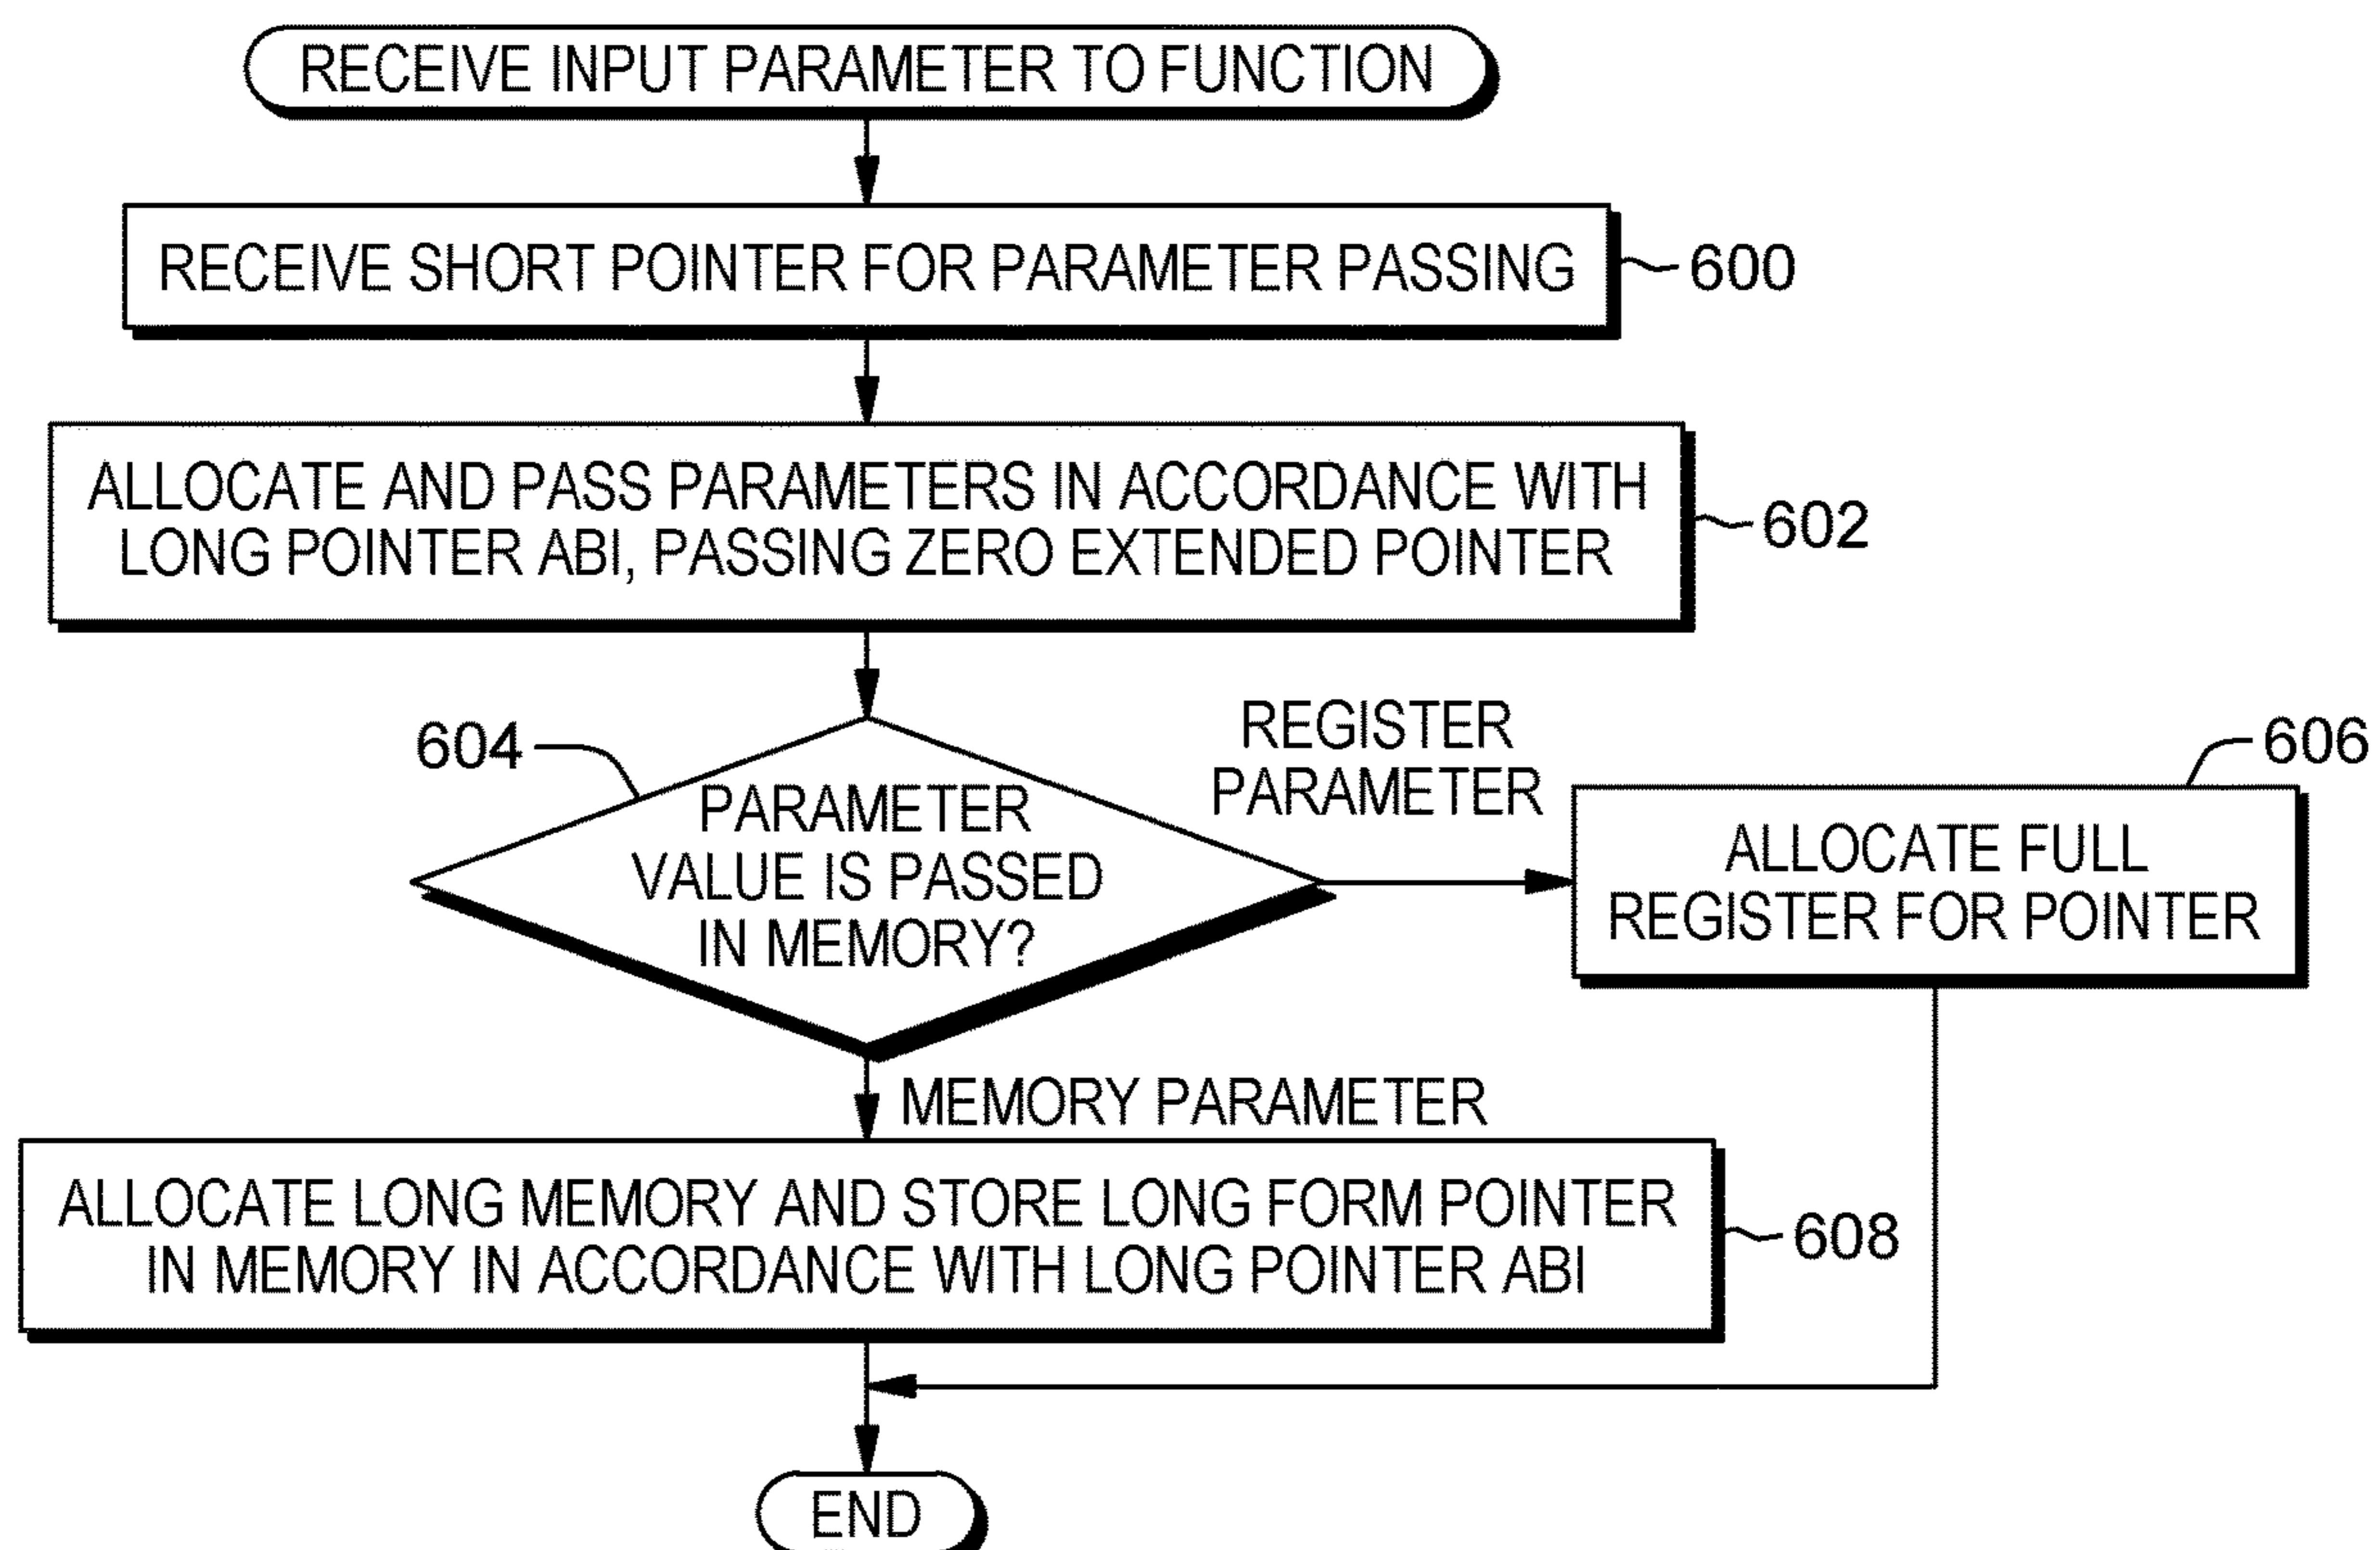 RECEIVE INPUT PARAMETER TO FUNCTION
RECEIVE SHORT POINTER FOR PARAMETER PASSING
600
ALLOCATE AND PASS PARAMETERS IN ACCORDANCE WITH
LONG POINTER ABI, PASSING ZERO EXTENDED POINTER
602
604
PARAMETER
VALUE IS PASSED
IN MEMORY?
REGISTER
PARAMETER
606
ALLOCATE FULL
REGISTER FOR POINTER
MEMORY PARAMETER
ALLOCATE LONG MEMORY AND STORE LONG FORM POINTER
IN MEMORY IN ACCORDANCE WITH LONG POINTER ABI
608
END